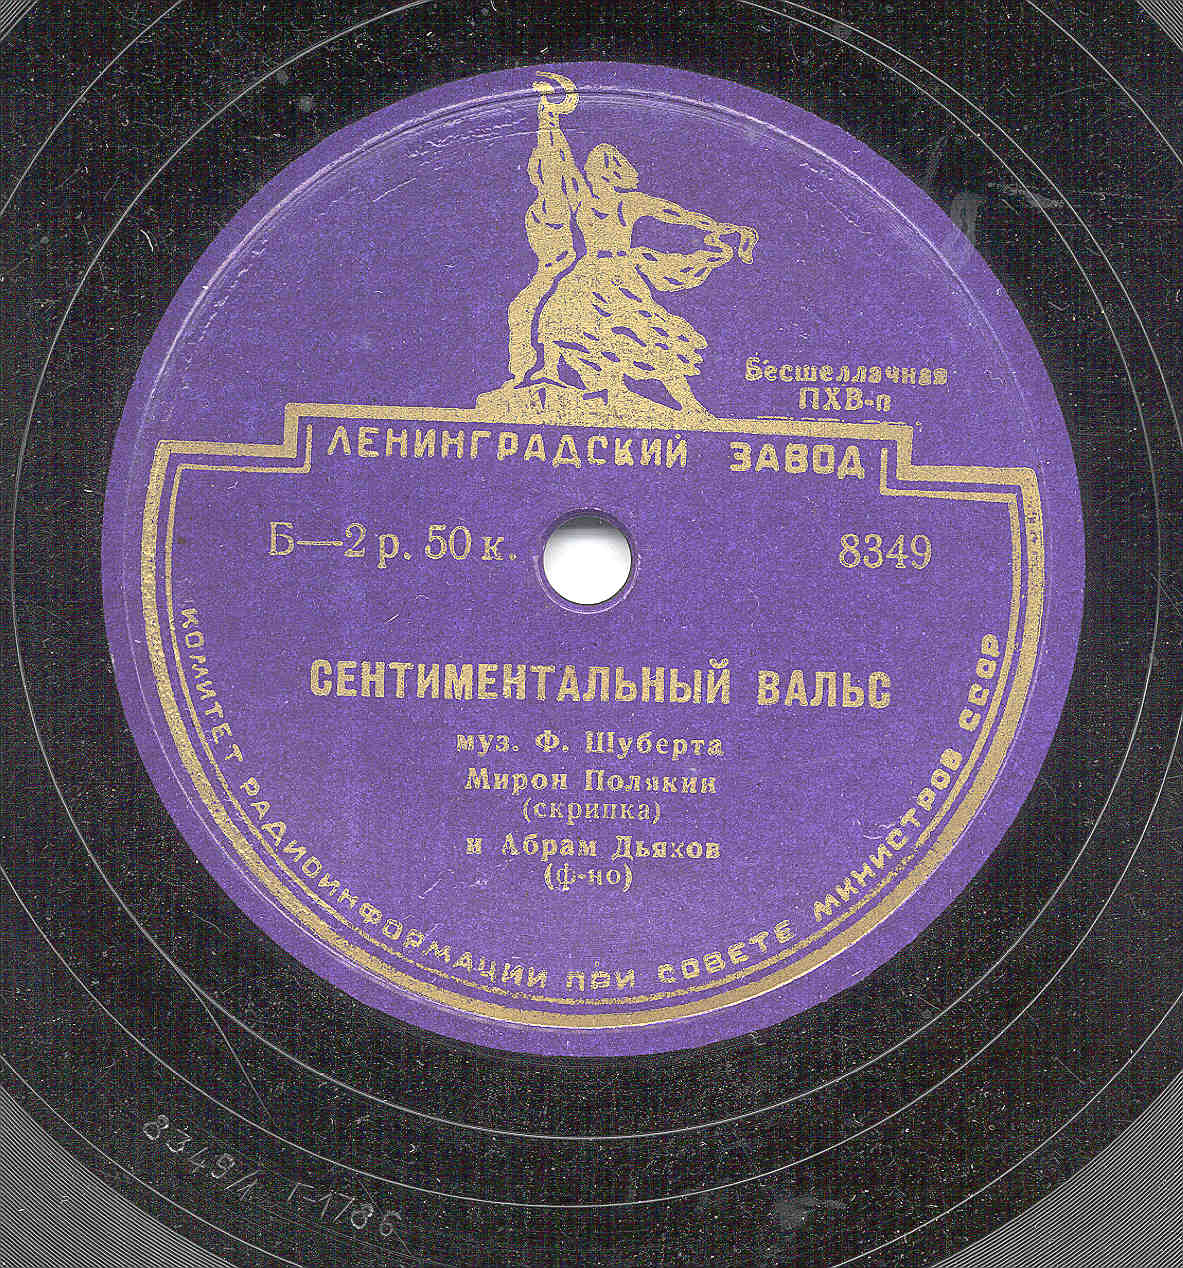 Бесшеллачная
ПХВ-п
ЛЕНИНГРАДСКИЙ ЗАВОД
Б—2 р. 50 к.
8349
СЕНТИМЕНТАЛЬНЫЙ ВАЛЬС
муз. Ф. Шуберта
Мирон Полякин
(скрипка)
и Абрам Дьяков
(ф-но)
КОМИТЕТ РАДИОИНФОРМАЦИИ ПРИ СОВЕТЕ МИНИСТРОВ СССР
8349/1 Г-1786